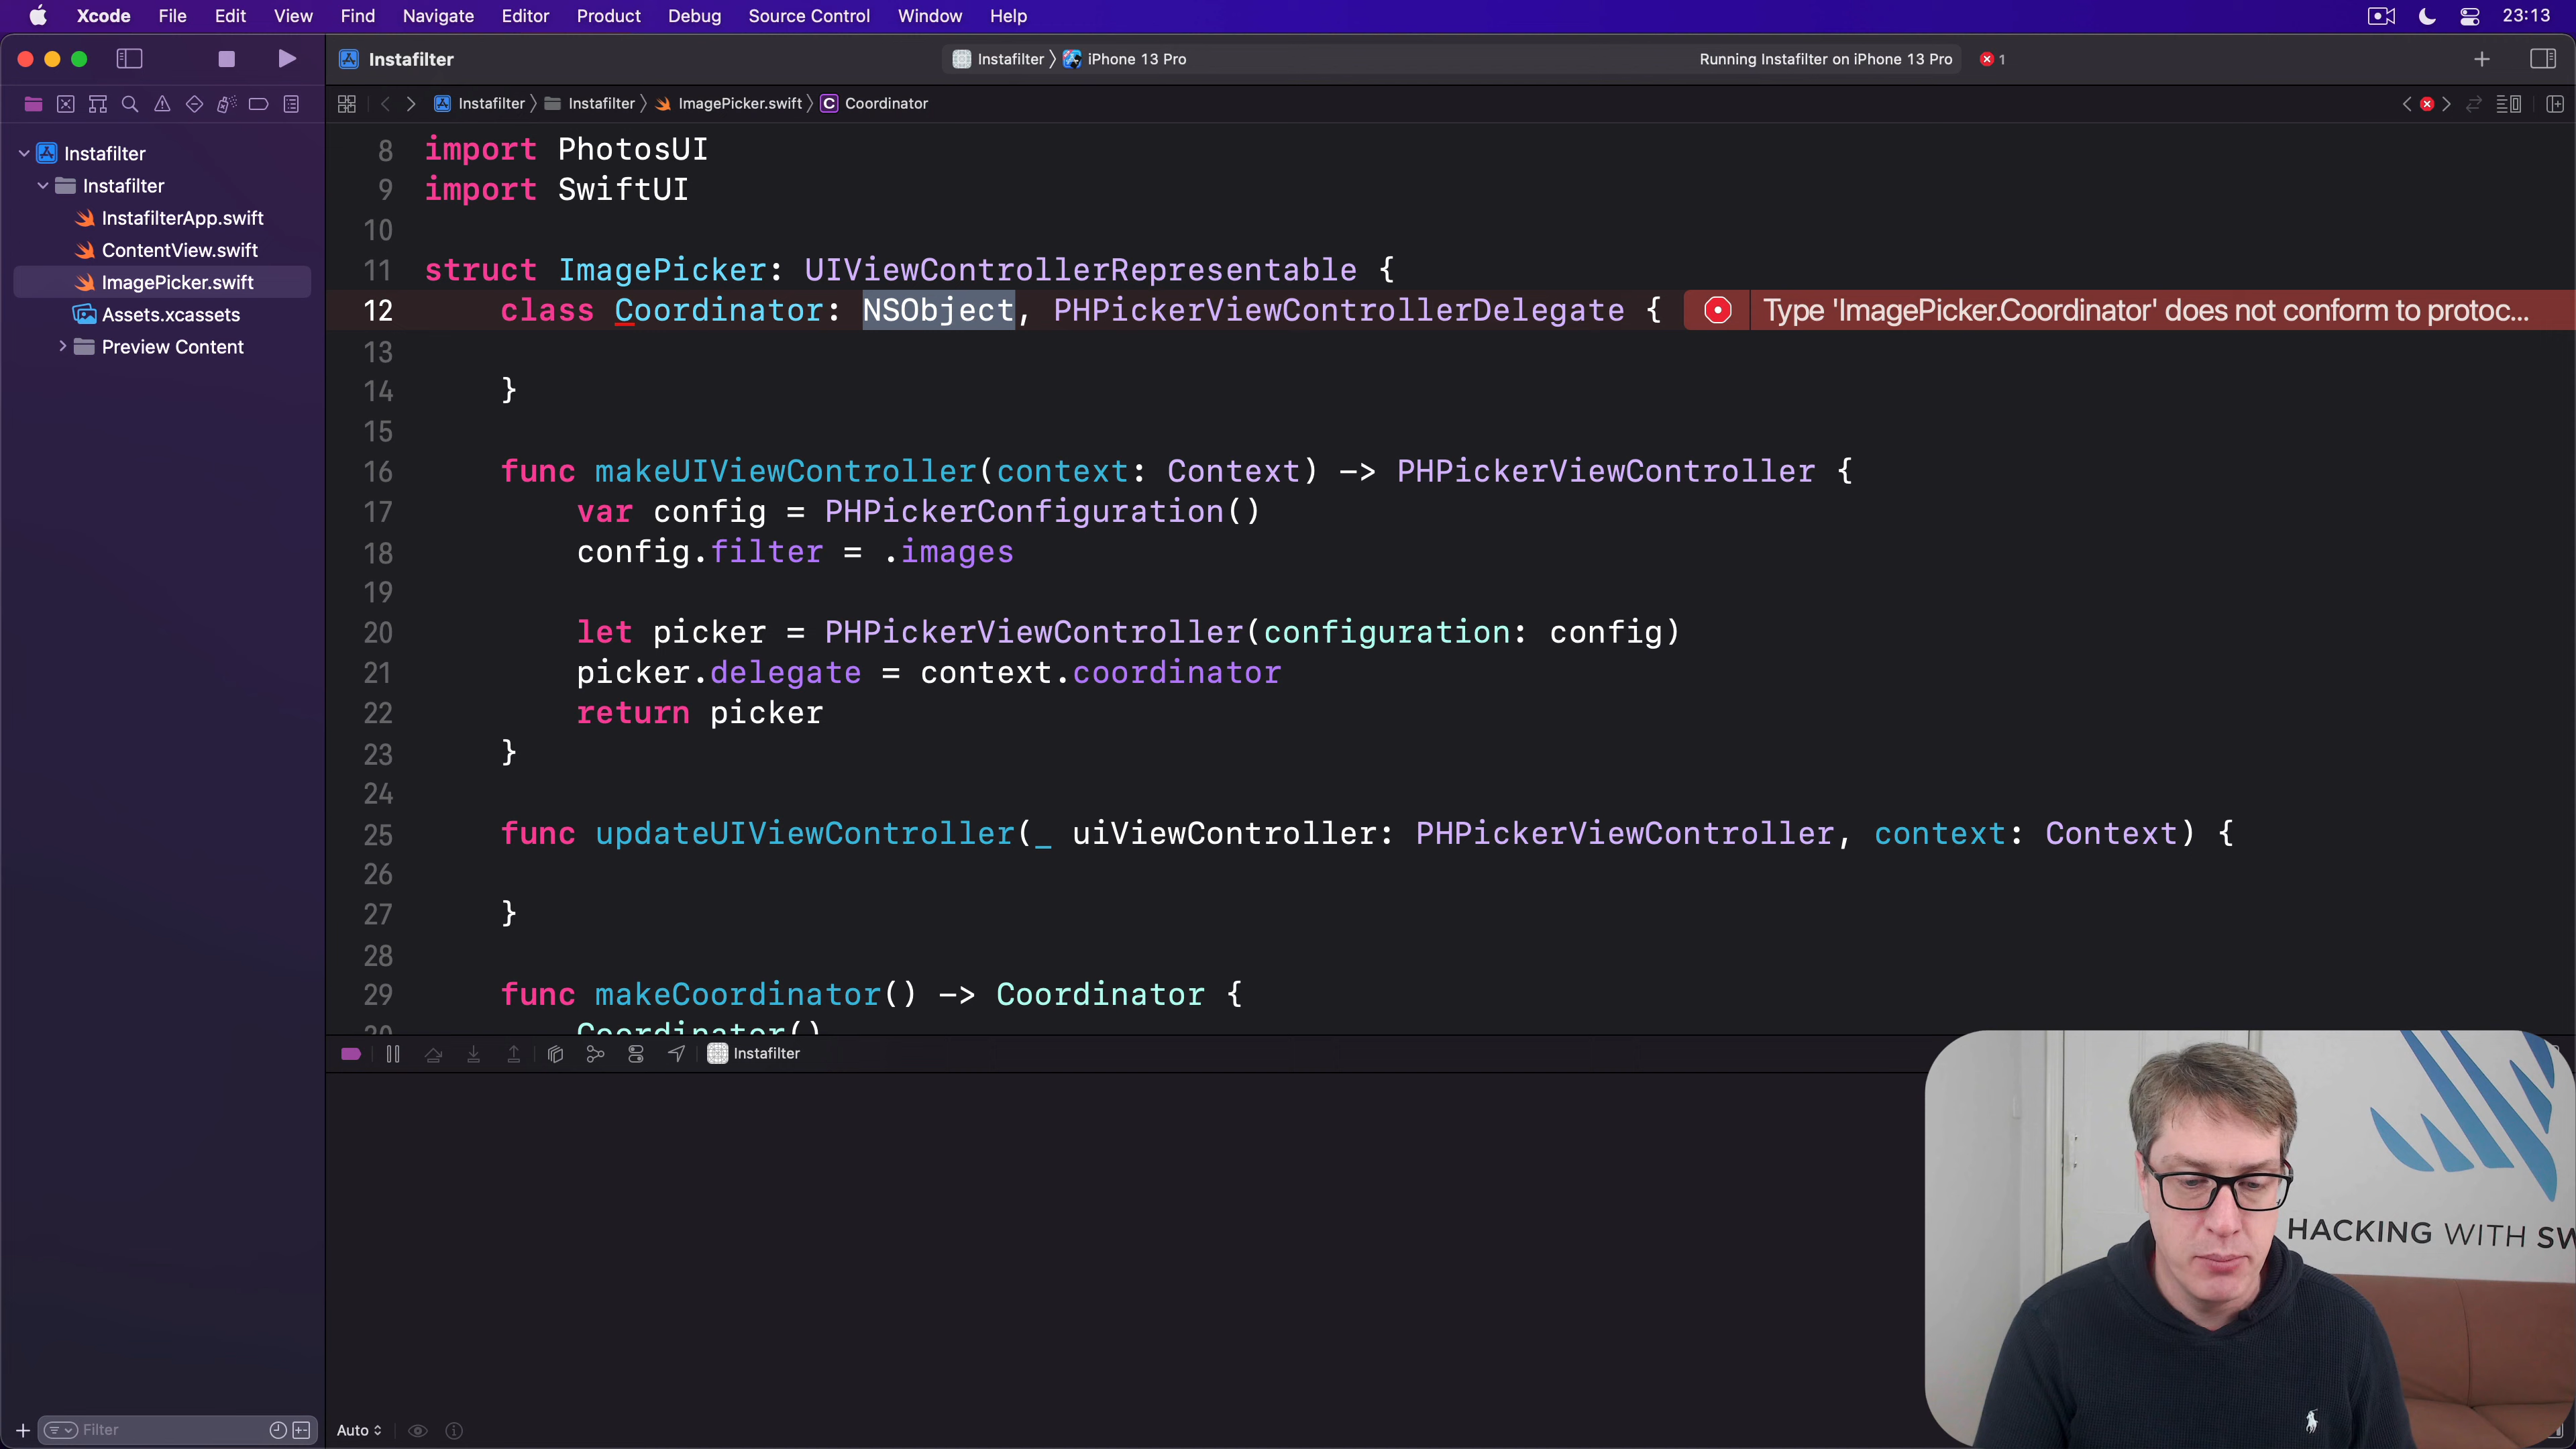 Xcode File Edit View Find Navigate Editor Product Debug Source Control Window Help 23:13
Instafilter Instafilter iPhone 13 Pro Running Instafilter on iPhone 13 Pro 1
Instafilter Instafilter ImagePicker.swift C Coordinator
Instafilter
Instafilter
InstafilterApp.swift
ContentView.swift
ImagePicker.swift
Assets.xcassets
Preview Content
8 import PhotosUI
9 import SwiftUI
10
11 struct ImagePicker: UIViewControllerRepresentable {
12 class Coordinator: NSObject, PHPickerViewControllerDelegate { Type 'ImagePicker.Coordinator' does not conform to protoc...
13
14 }
15
16 func makeUIViewController(context: Context) -> PHPickerViewController {
17 var config = PHPickerConfiguration()
18 config.filter = .images
19
20 let picker = PHPickerViewController(configuration: config)
21 picker.delegate = context.coordinator
22 return picker
23 }
24
25 func updateUIViewController(_ uiViewController: PHPickerViewController, context: Context) {
26
27 }
28
29 func makeCoordinator() -> Coordinator {
30 Coordinator()
Instafilter
HACKING WITH SW
Filter
Auto